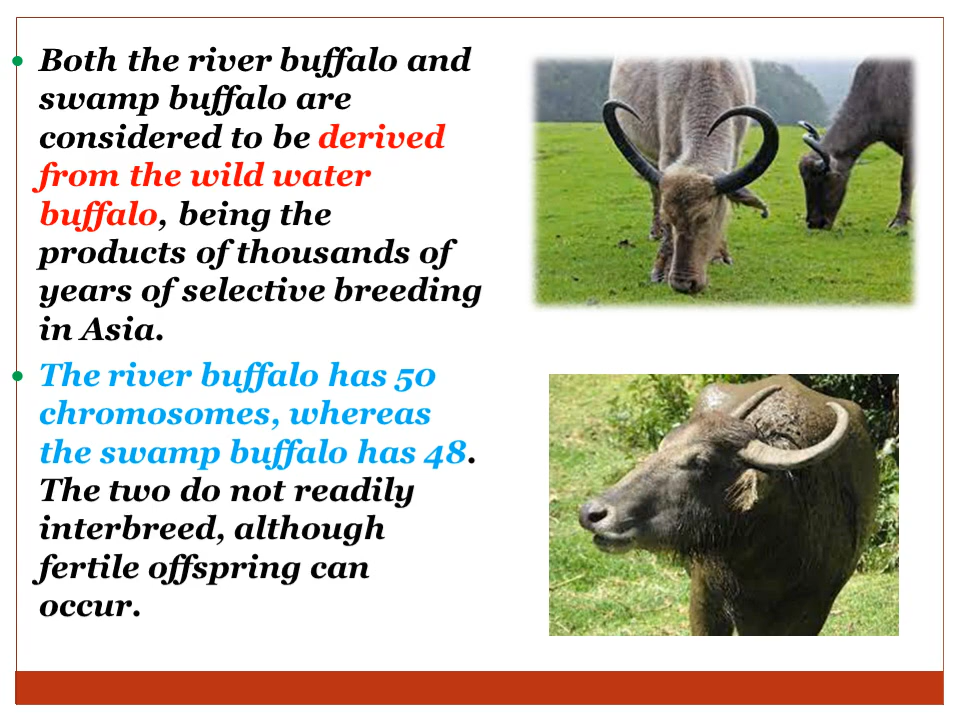 Both the river buffalo and
swamp buffalo are
considered to be derived
from the wild water
buffalo, being the
products of thousands of
years of selective breeding
in Asia.
The river buffalo has 50
chromosomes, whereas
the swamp buffalo has 48.
The two do not readily
interbreed, although
fertile offspring can
occur.